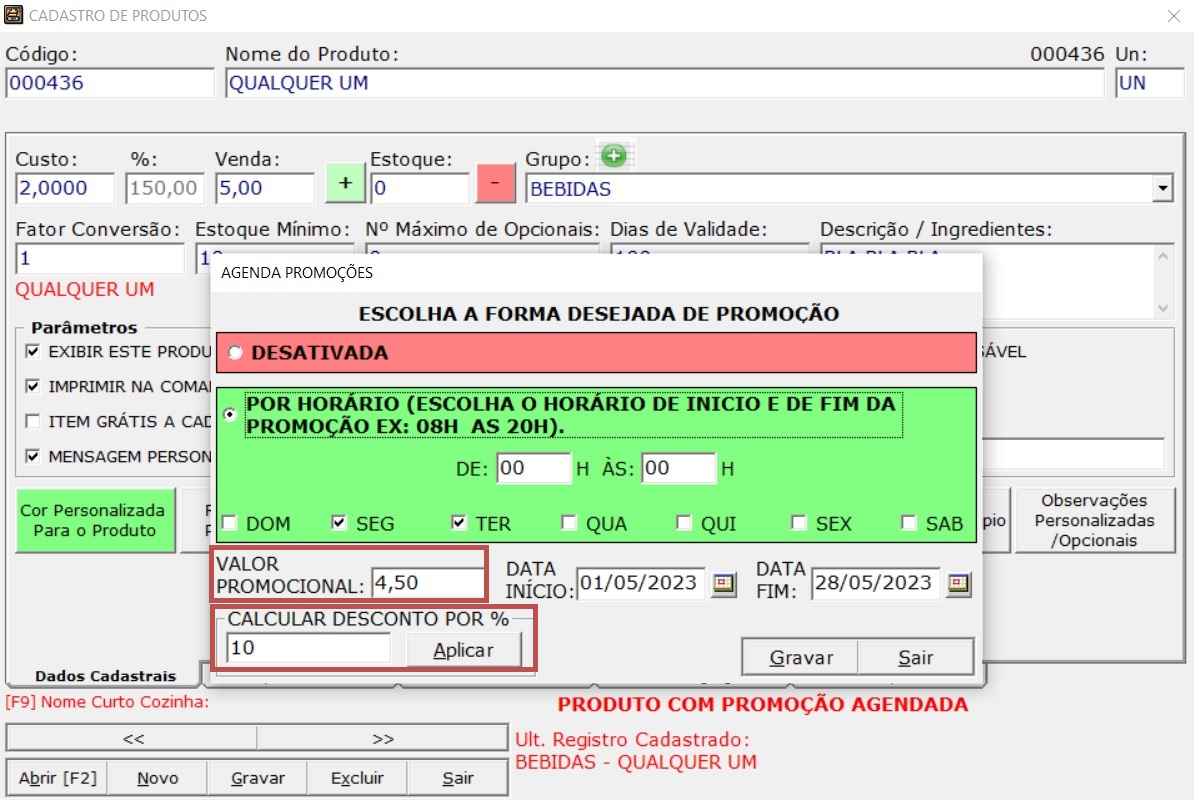 CADASTRO DE PRODUTOS
Código:
Nome do Produto:
000436 Un:
000436
QUALQUER UM
UN
Custo:
%:
Venda:
Estoque:
Grupo:
2,0000
150,00
5,00
+
0
-
BEBIDAS
Fator Conversão:
Estoque Mínimo:
Nº Máximo de Opcionais:
Dias de Validade:
Descrição / Ingredientes:
1
QUALQUER UM
Parâmetros
EXIBIR ESTE PRODU
IMPRIMIR NA COMA
ITEM GRÁTIS A CAD
MENSAGEM PERSON
Cor Personalizada
Para o Produto
Observações
Personalizadas
/Opcionais
AGENDA PROMOÇÕES
ESCOLHA A FORMA DESEJADA DE PROMOÇÃO
DESATIVADA
POR HORÁRIO (ESCOLHA O HORÁRIO DE INICIO E DE FIM DA
PROMOÇÃO EX: 08H AS 20H).
DE: 00 H ÀS: 00 H
DOM SEG TER QUA QUI SEX SAB
VALOR
PROMOCIONAL: 4,50
DATA
INÍCIO: 01/05/2023
DATA
FIM: 28/05/2023
CALCULAR DESCONTO POR %
10
Aplicar
Gravar
Sair
Dados Cadastrais
[F9] Nome Curto Cozinha:
PRODUTO COM PROMOÇÃO AGENDADA
<<
>>
Ult. Registro Cadastrado:
BEBIDAS - QUALQUER UM
Abrir [F2]
Novo
Gravar
Excluir
Sair